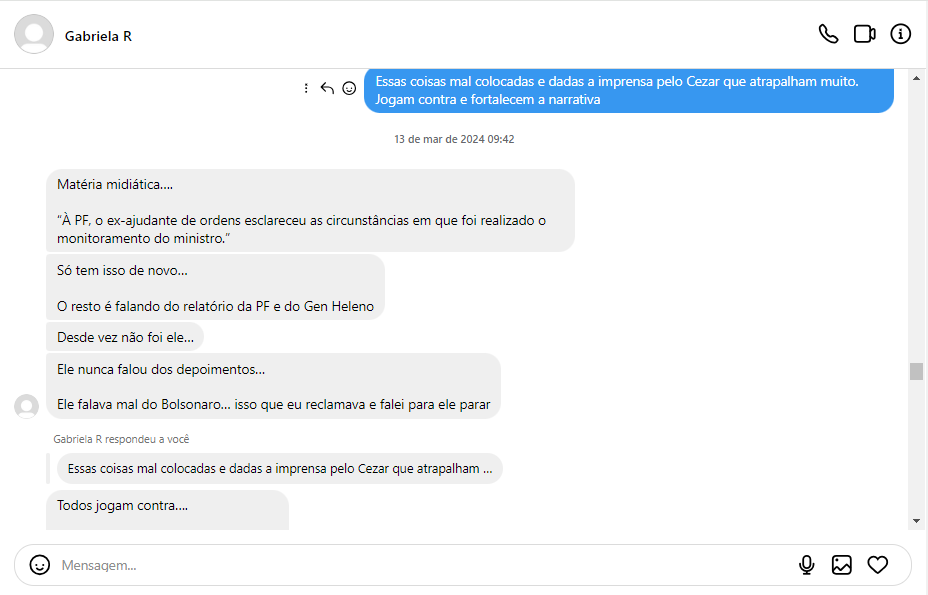 Gabriela R
Essas coisas mal colocadas e dadas a imprensa pelo Cezar que atrapalham muito.
Jogam contra e fortalecem a narrativa
13 de mar de 2024 09:42
Matéria midiática....
“À PF, o ex-ajudante de ordens esclareceu as circunstâncias em que foi realizado o
monitoramento do ministro.”
Só tem isso de novo...
O resto é falando do relatório da PF e do Gen Heleno
Desde vez não foi ele...
Ele nunca falou dos depoimentos...
Ele falava mal do Bolsonaro... isso que eu reclamava e falei para ele parar
Gabriela R respondeu a você
Essas coisas mal colocadas e dadas a imprensa pelo Cezar que atrapalham ...
Todos jogam contra....
Mensagem...